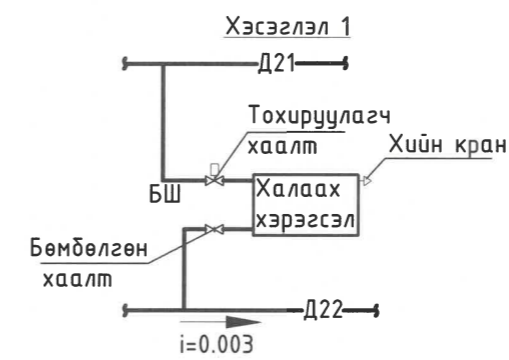 Хэсэглэл 1
Д21
Тохируулагч
хаалт
Хийн кран
БШ
Халаах
хэрэгсэл
Бөмбөлгөн
хаалт
Д22
i=0.003